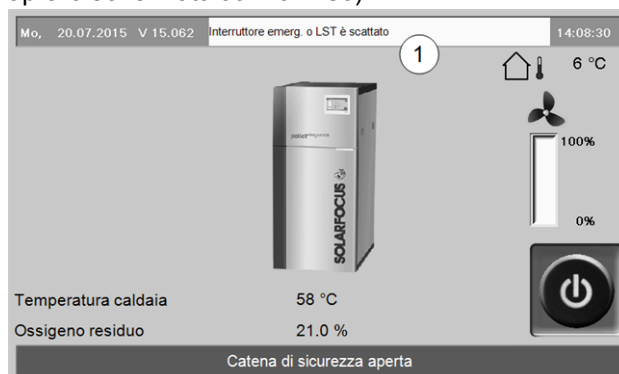 Mo, 20.07.2015 V 15.062 Interruttore emerg. o LST è scattato 14:08:30
1
6 °C
100%
0%
pelletelegance
SOLARFOCUS
Temperatura caldaia 58 °C
Ossigeno residuo 21.0 %
Catena di sicurezza aperta